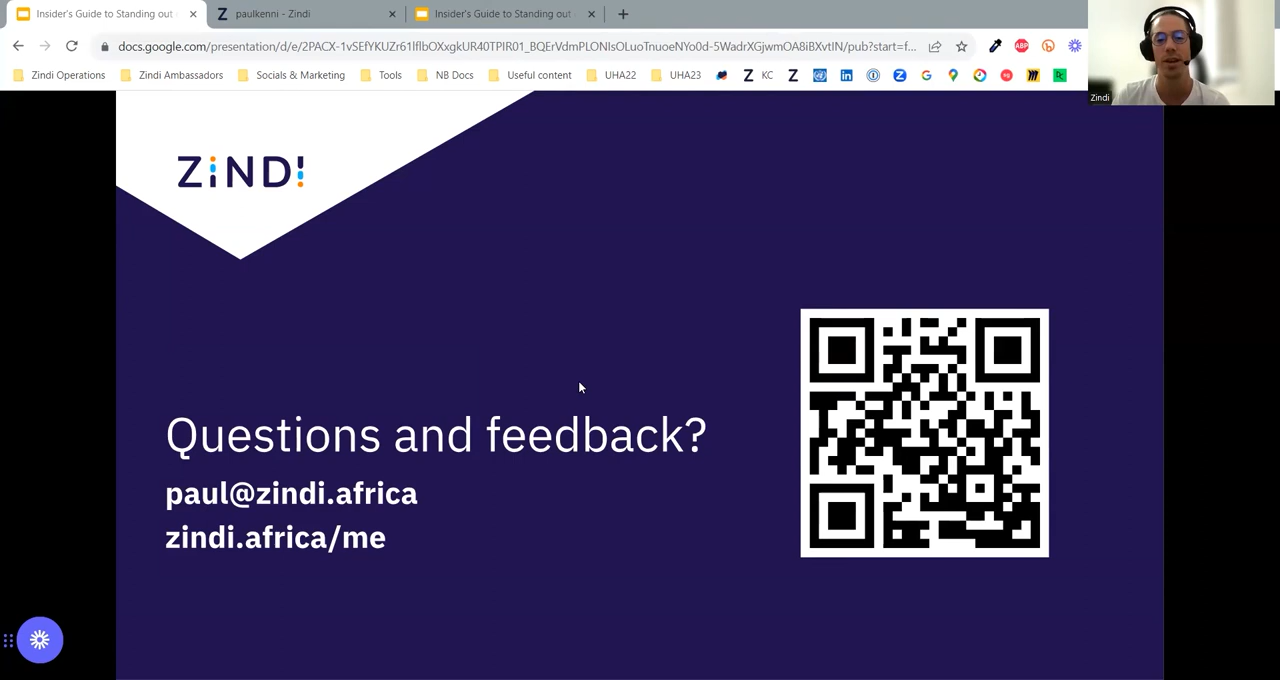 Insider's Guide to Standing out
paulkenni - Zindi
Insider's Guide to Standing out
docs.google.com/presentation/d/e/2PACX-1vSEfYKUZr61lflbOXxgkUR40TPIR01_BQErVdmPLONIsOLuoTnuoeNYo0d-5WadrXGjwmOA8iBXvtIN/pub?start=f...
Zindi Operations
Zindi Ambassadors
Socials & Marketing
Tools
NB Docs
Useful content
UHA22
UHA23
KC
Zindi
ZINDI
Questions and feedback?
paul@zindi.africa
zindi.africa/me